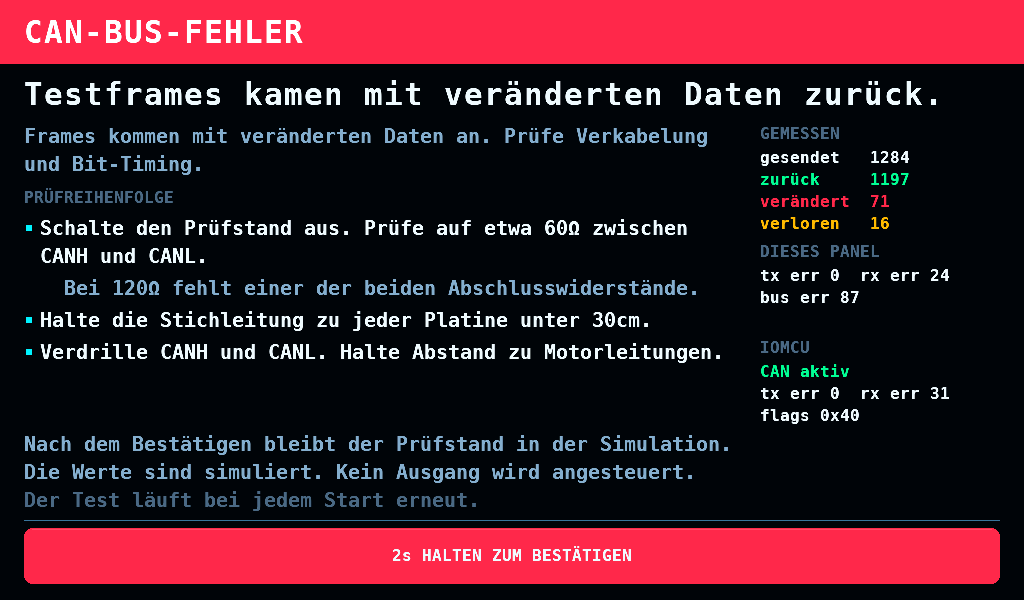 CAN-BUS-FEHLER
Testframes kamen mit veränderten Daten zurück.
Frames kommen mit veränderten Daten an. Prüfe Verkabelung
und Bit-Timing.
PRÜFREIHENFOLGE
Schalte den Prüfstand aus. Prüfe auf etwa 60Ω zwischen
CANH und CANL.
Bei 120Ω fehlt einer der beiden Abschlusswiderstände.
Halte die Stichleitung zu jeder Platine unter 30cm.
Verdrille CANH und CANL. Halte Abstand zu Motorleitungen.
Nach dem Bestätigen bleibt der Prüfstand in der Simulation.
Die Werte sind simuliert. Kein Ausgang wird angesteuert.
Der Test läuft bei jedem Start erneut.
GEMESSEN
gesendet 1284
zurück 1197
verändert 71
verloren 16
DIESES PANEL
tx err 0 rx err 24
bus err 87
IOMCU
CAN aktiv
tx err 0 rx err 31
flags 0x40
2s HALTEN ZUM BESTÄTIGEN